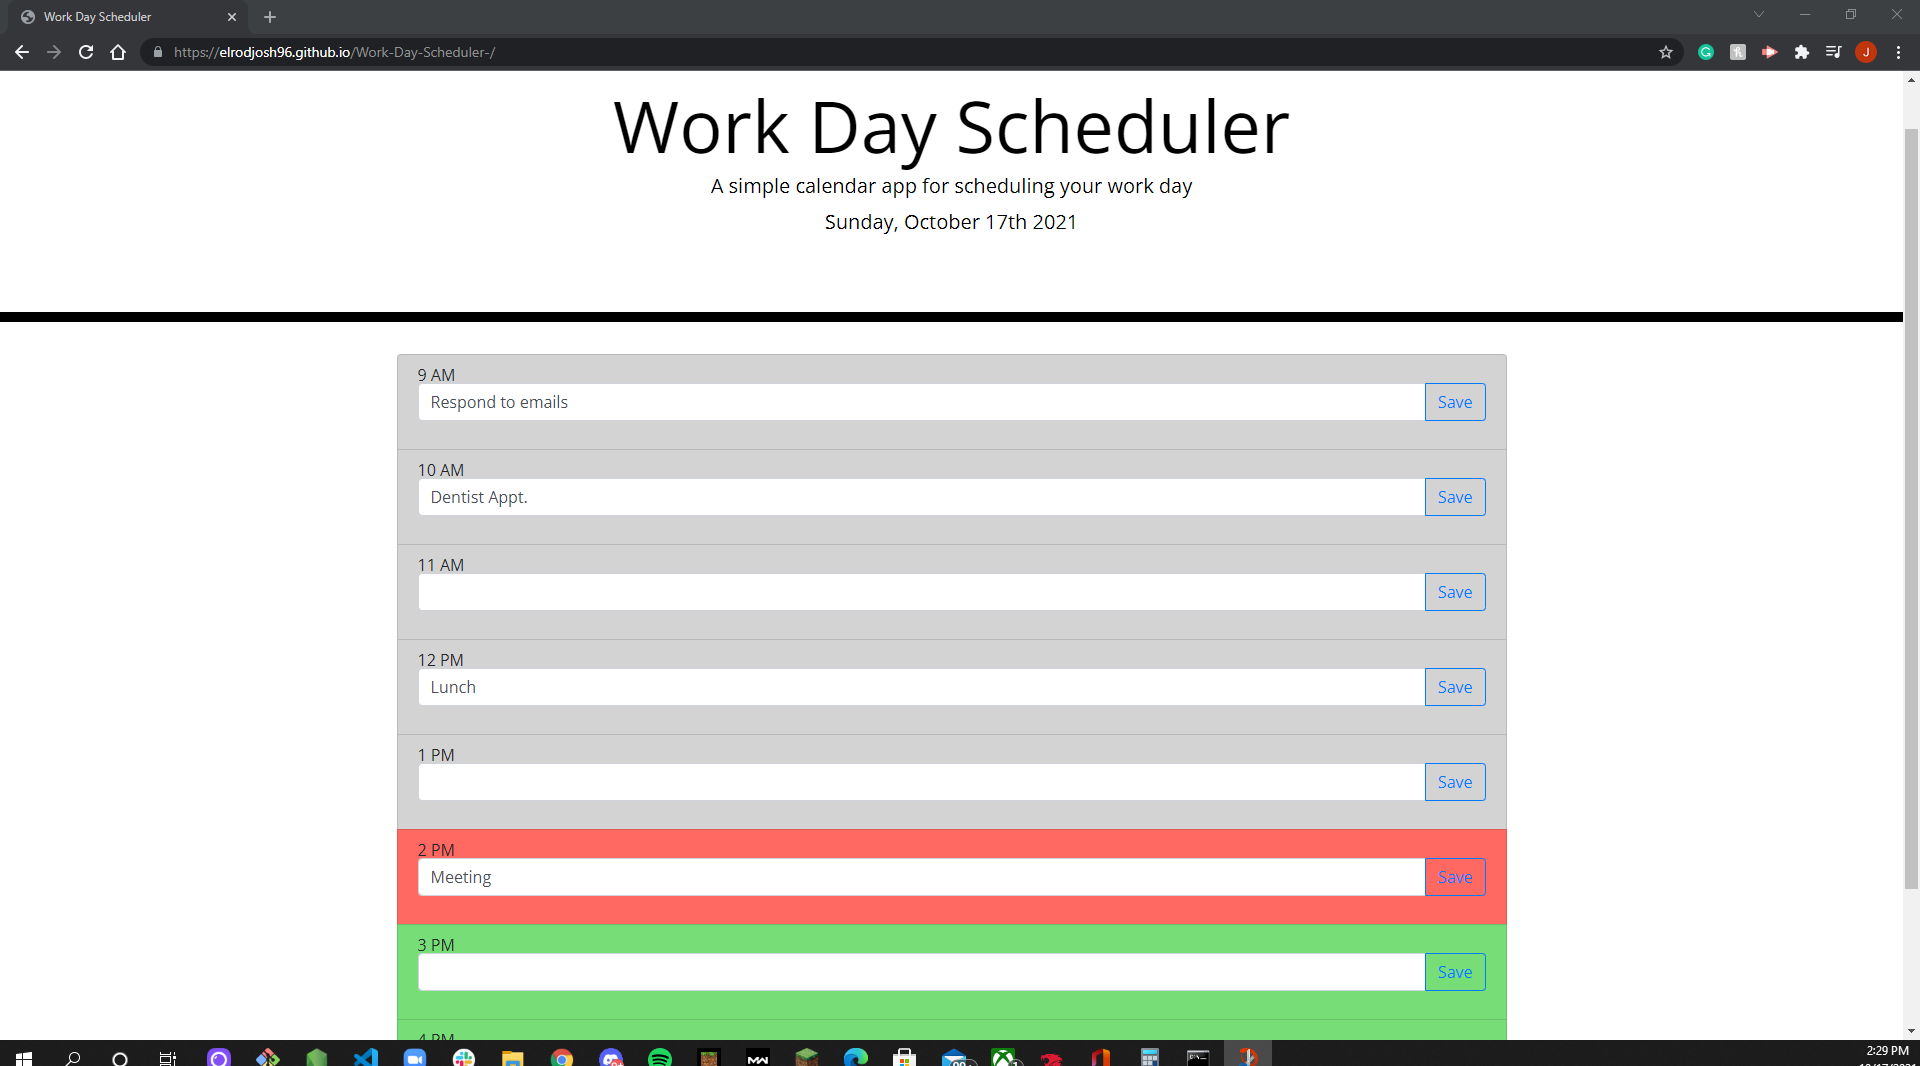 Work Day Scheduler
https://elrodjosh96.github.io/Work-Day-Scheduler-/
J
Work Day Scheduler
A simple calendar app for scheduling your work day
Sunday, October 17th 2021
9 AM
Respond to emails
Save
10 AM
Dentist Appt.
Save
11 AM
Save
12 PM
Lunch
Save
1 PM
Save
2 PM
Meeting
Save
3 PM
Save
4 PM
2:29 PM